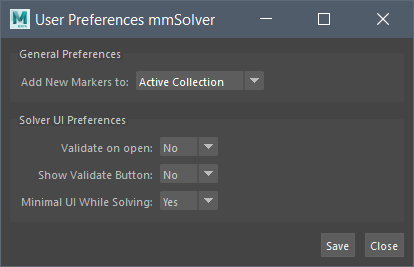 User Preferences mmSolver
General Preferences
Add New Markers to: Active Collection
Solver UI Preferences
Validate on open: No
Show Validate Button: No
Minimal UI While Solving: Yes
Save Close